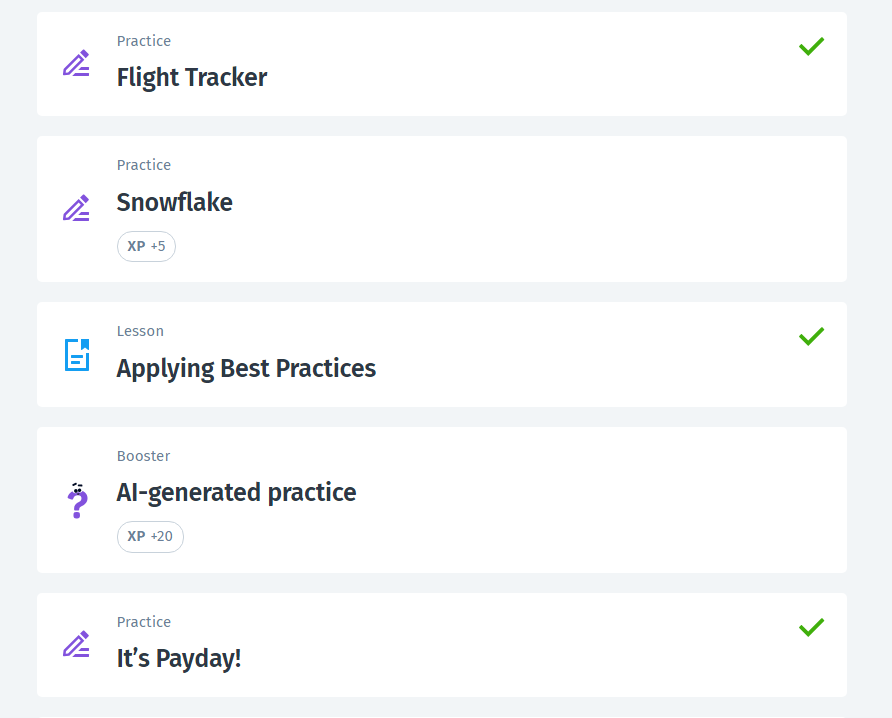 Practice
Flight Tracker
Practice
Snowflake
XP +5
Lesson
Applying Best Practices
Booster
AI-generated practice
XP +20
Practice
It’s Payday!